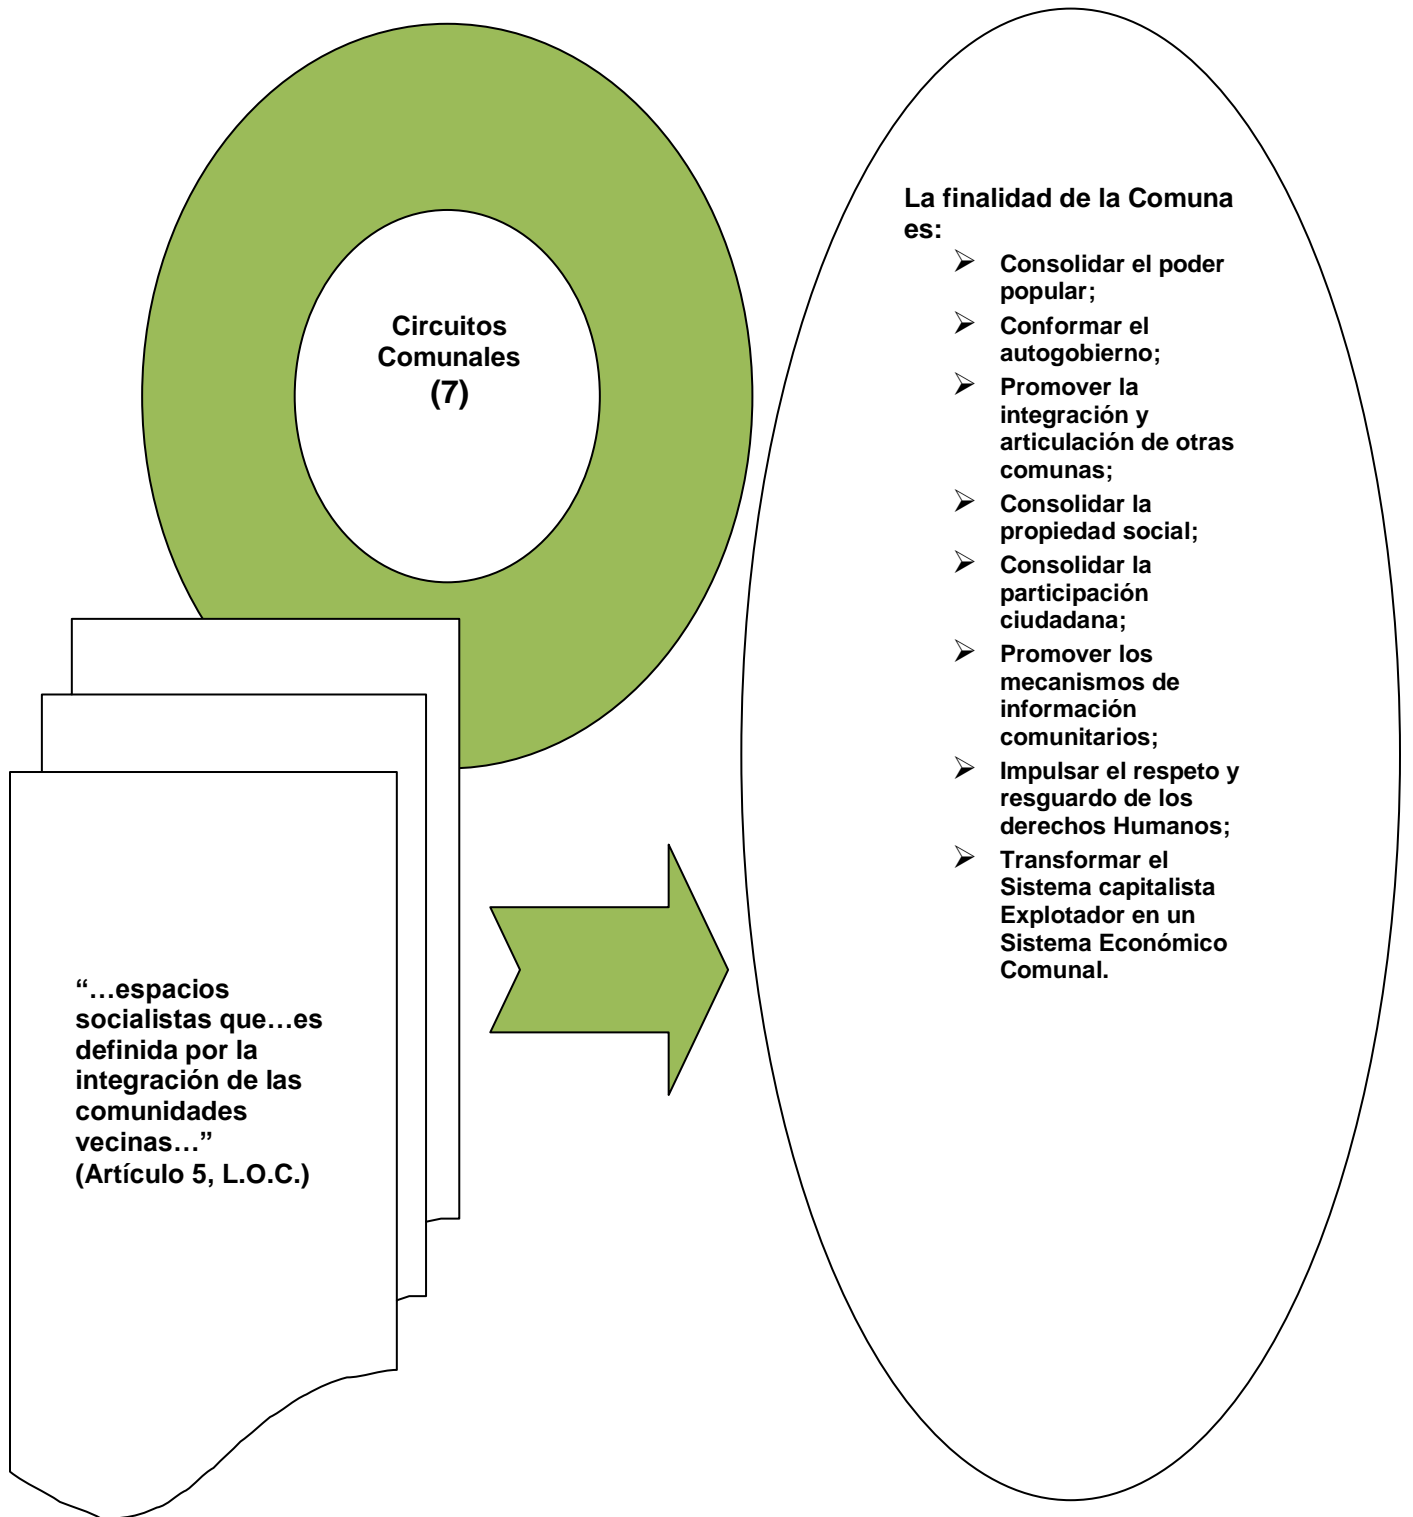 Circuitos
Comunales
(7)
“…espacios
socialistas que…es
definida por la
integración de las
comunidades
vecinas…”
(Artículo 5, L.O.C.)
La finalidad de la Comuna
es:
➢ Consolidar el poder
popular;
➢ Conformar el
autogobierno;
➢ Promover la
integración y
articulación de otras
comunas;
➢ Consolidar la
propiedad social;
➢ Consolidar la
participación
ciudadana;
➢ Promover los
mecanismos de
información
comunitarios;
➢ Impulsar el respeto y
resguardo de los
derechos Humanos;
➢ Transformar el
Sistema capitalista
Explotador en un
Sistema Económico
Comunal.